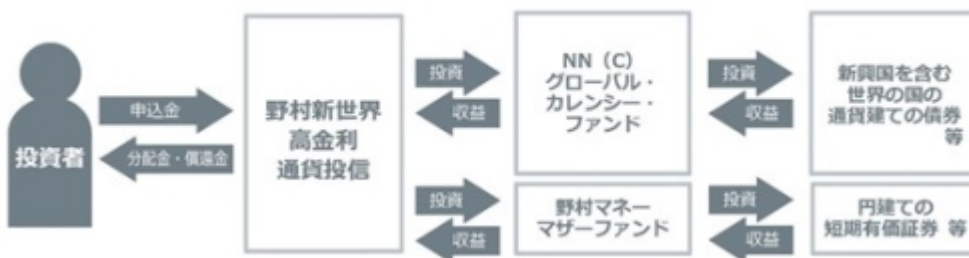 投資者
申込金
分配金・償還金
野村新世界
高金利
通貨投信
投資
収益
NN（C）
グローバル・
カレンシー・
ファンド
投資
収益
新興国を含む
世界の国の
通貨建ての債券
等
投資
収益
野村マネー
マザーファンド
投資
収益
円建ての
短期有価証券 等